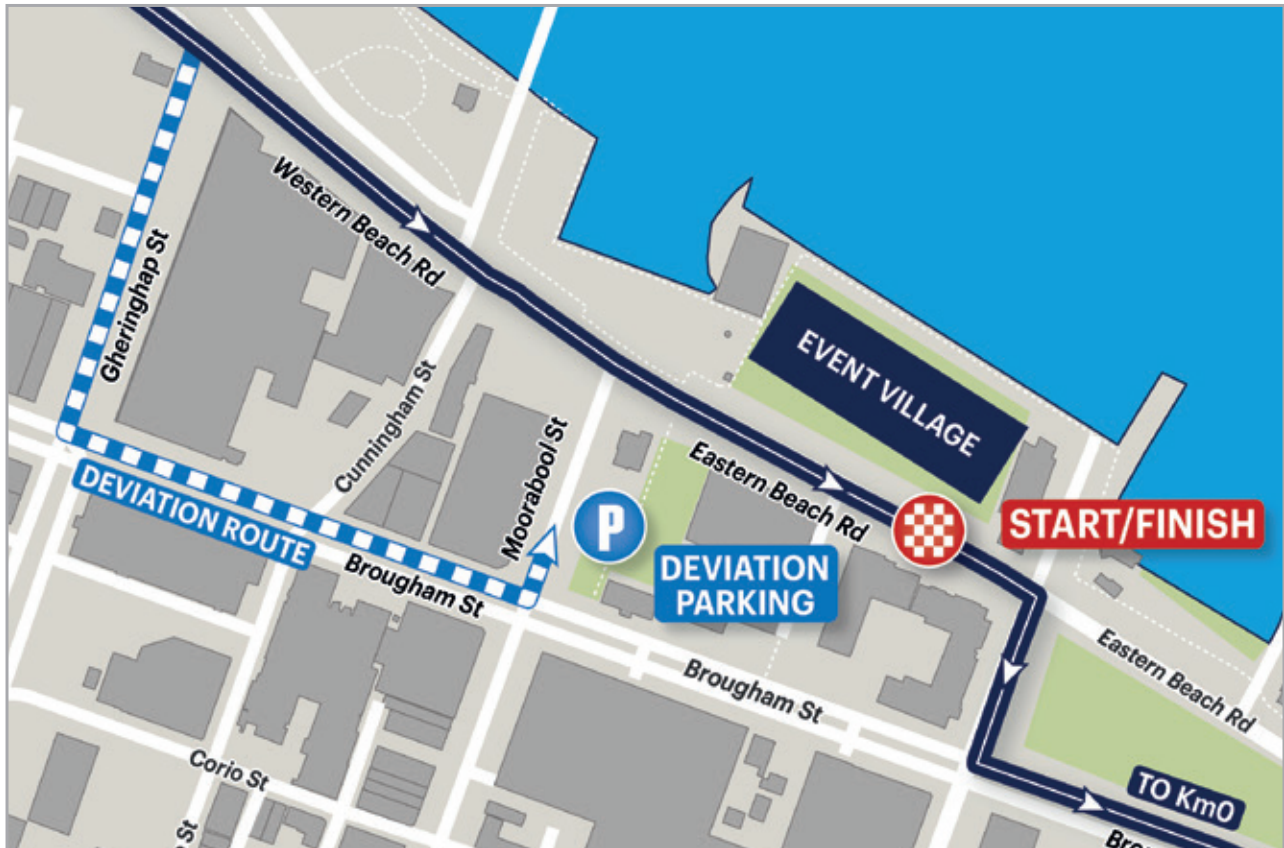 Western Beach Rd
Gheringhap St
EVENT VILLAGE
Cunningham St
Moorabool St
Eastern Beach Rd
P
START/FINISH
DEVIATION ROUTE
DEVIATION
PARKING
Brougham St
Eastern Beach Rd
Brougham St
Corio St
TO Km0